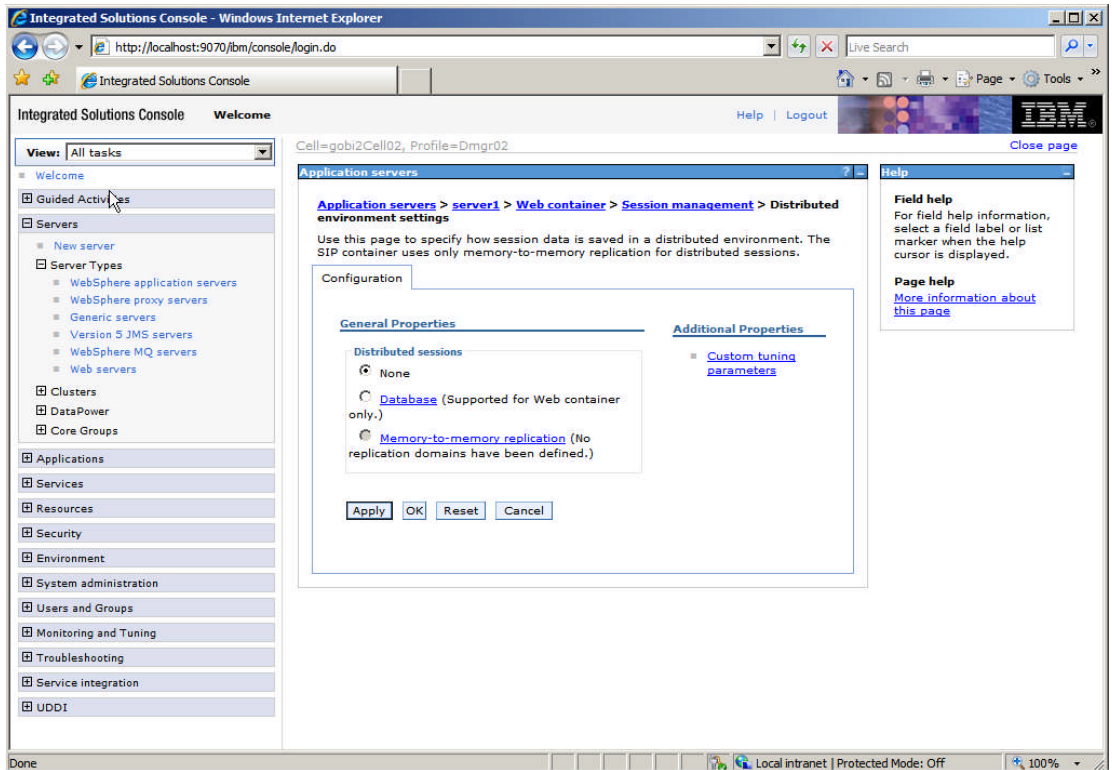 Integrated Solutions Console - Windows Internet Explorer
http://localhost:9070/ibm/console/login.do
Live Search
Integrated Solutions Console
Page
Tools
»
Integrated Solutions Console Welcome
Help | Logout
IBM®
View: All tasks
Welcome
Guided Activities
Servers
New server
Server Types
WebSphere application servers
WebSphere proxy servers
Generic servers
Version 5 JMS servers
WebSphere MQ servers
Web servers
Clusters
DataPower
Core Groups
Applications
Services
Resources
Security
Environment
System administration
Users and Groups
Monitoring and Tuning
Troubleshooting
Service integration
UDDI
Cell=gobi2Cell02, Profile=Dmgr02
Close page
Application servers
? -
Application servers > server1 > Web container > Session management > Distributed
environment settings
Use this page to specify how session data is saved in a distributed environment. The
SIP container uses only memory-to-memory replication for distributed sessions.
Configuration
General Properties
Distributed sessions
None
Database (Supported for Web container
only.)
Memory-to-memory replication (No
replication domains have been defined.)
Additional Properties
Custom tuning
parameters
Apply OK Reset Cancel
Help
-
Field help
For field help information,
select a field label or list
marker when the help
cursor is displayed.
Page help
More information about
this page
Done
Local intranet | Protected Mode: Off
100%